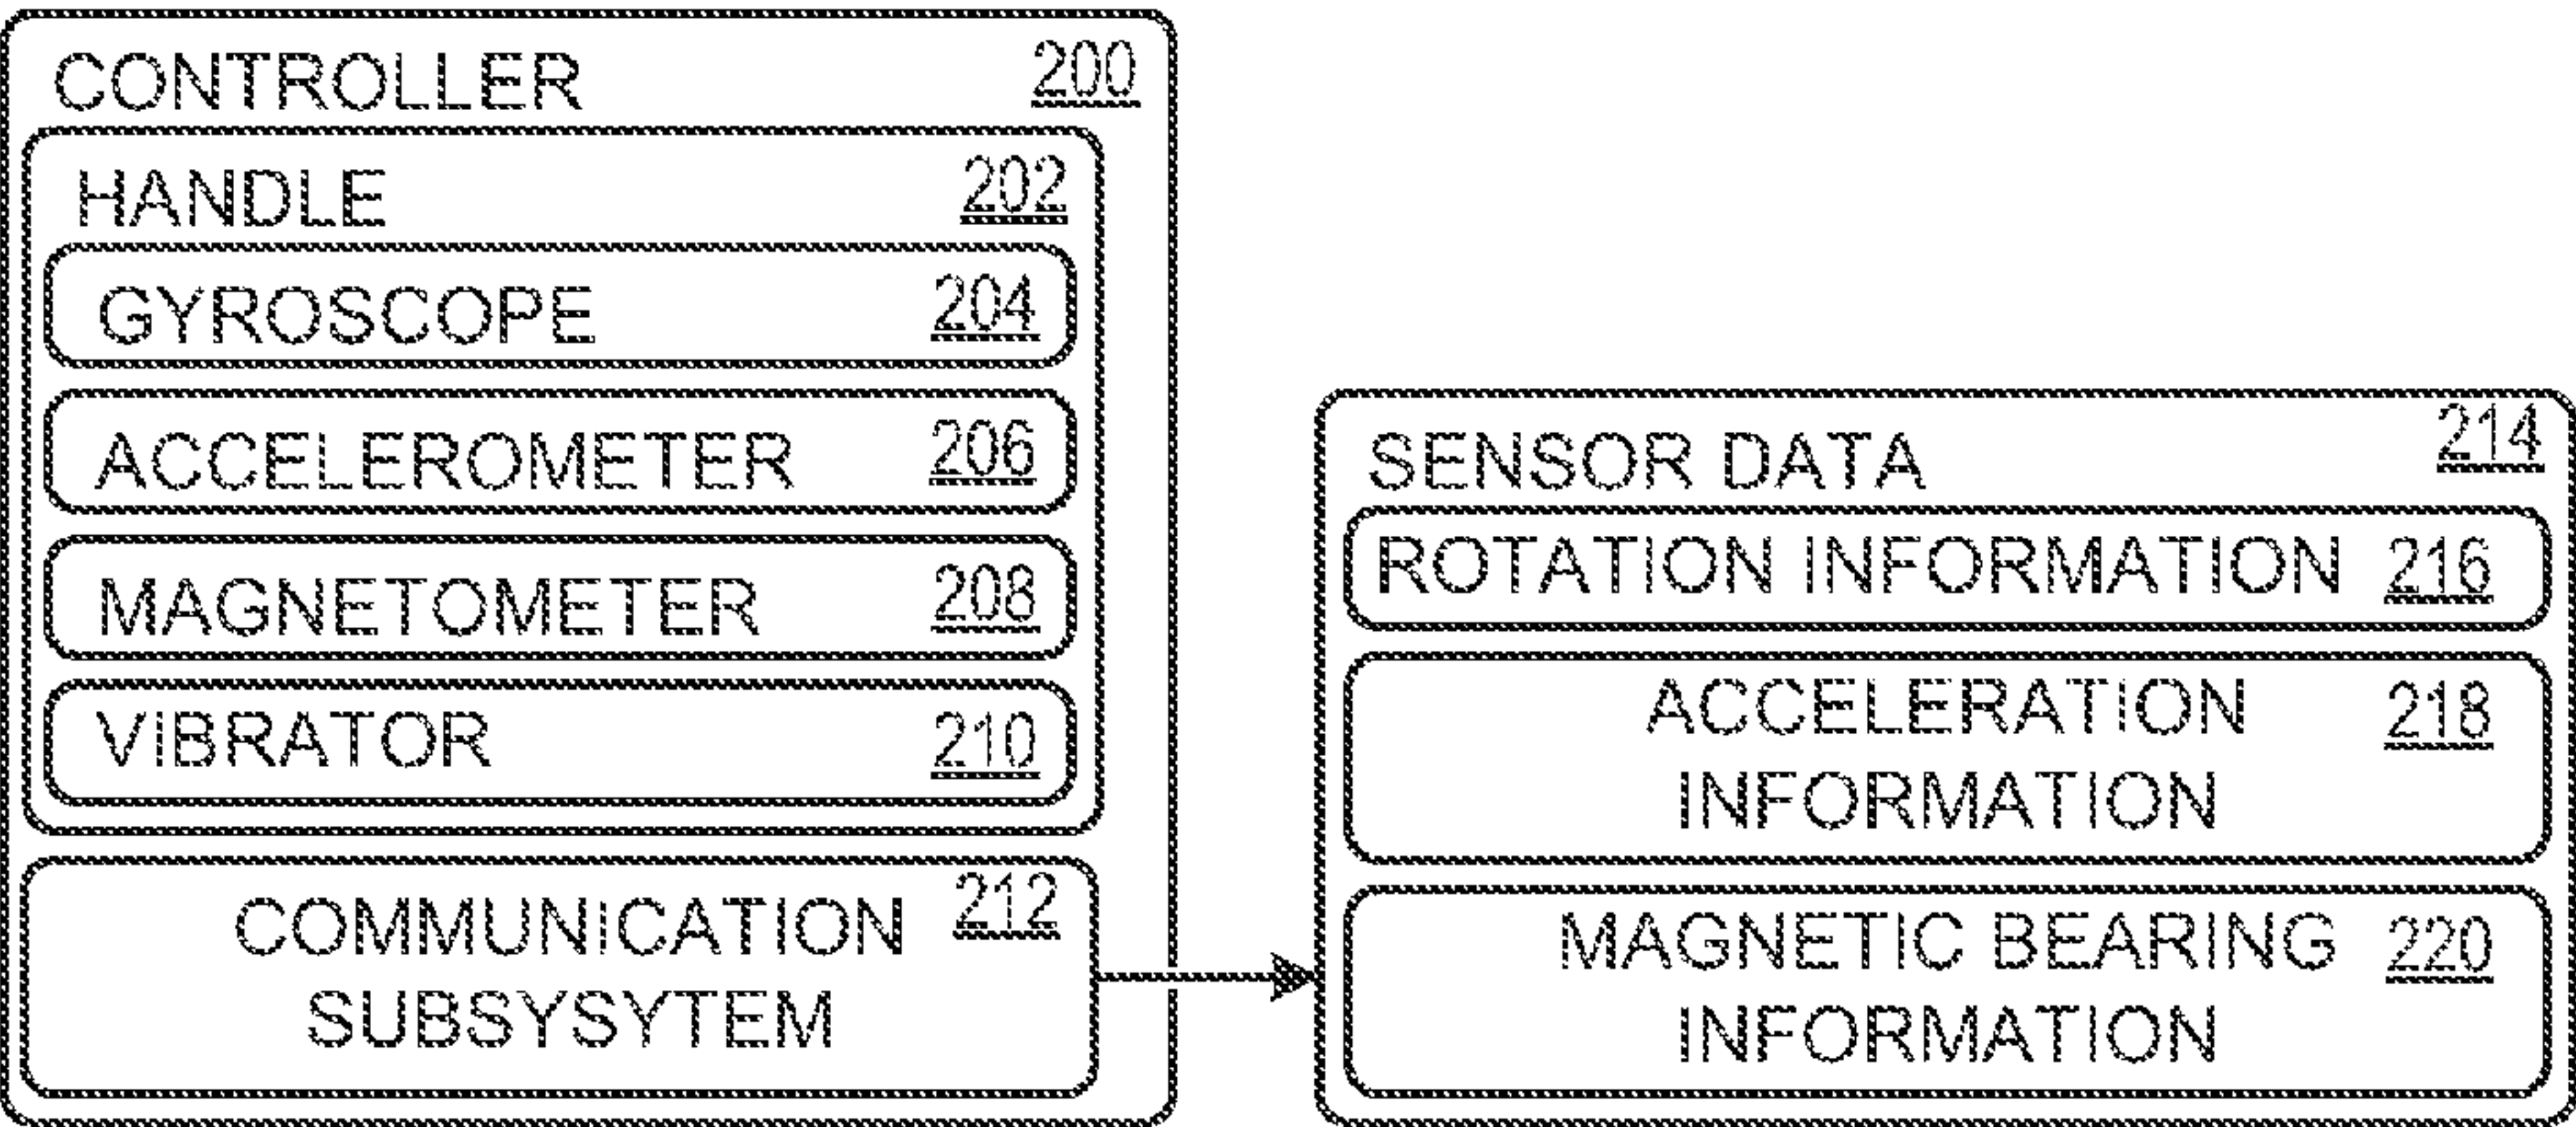 CONTROLLER 200
HANDLE 202
GYROSCOPE 204
ACCELEROMETER 206
MAGNETOMETER 208
VIBRATOR 210
COMMUNICATION 212
SUBSYSYTEM
SENSOR DATA 214
ROTATION INFORMATION 216
ACCELERATION 218
INFORMATION
MAGNETIC BEARING 220
INFORMATION